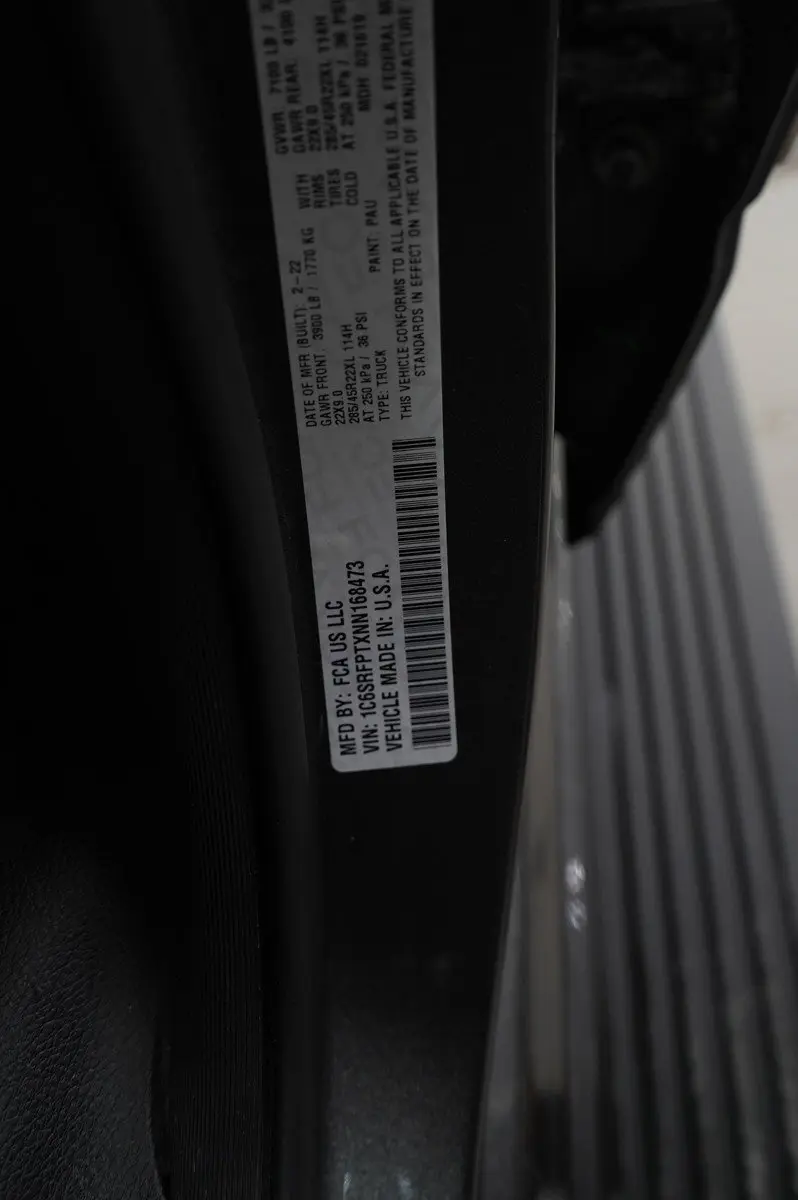 MFD BY: FCA US LLC
VIN: 1C6SRFPTXNN168473
VEHICLE MADE IN: U.S.A.
DATE OF MFR (BUILT): 2-22
GVWR 7100 LB /
GAWR FRONT: 3900 LB / 1770 KG WITH
GAWR REAR: 4100
22X9.0 RIMS
22X9.0
285/45R22XL 114H TIRES
285/45R22XL 114H
AT 250 kPa / 36 PSI COLD
AT 250 kPa / 36 PSI
TYPE: TRUCK PAINT: PAU MDH
THIS VEHICLE CONFORMS TO ALL APPLICABLE U.S.A. FEDERAL
STANDARDS IN EFFECT ON THE DATE OF MANUFACTURE